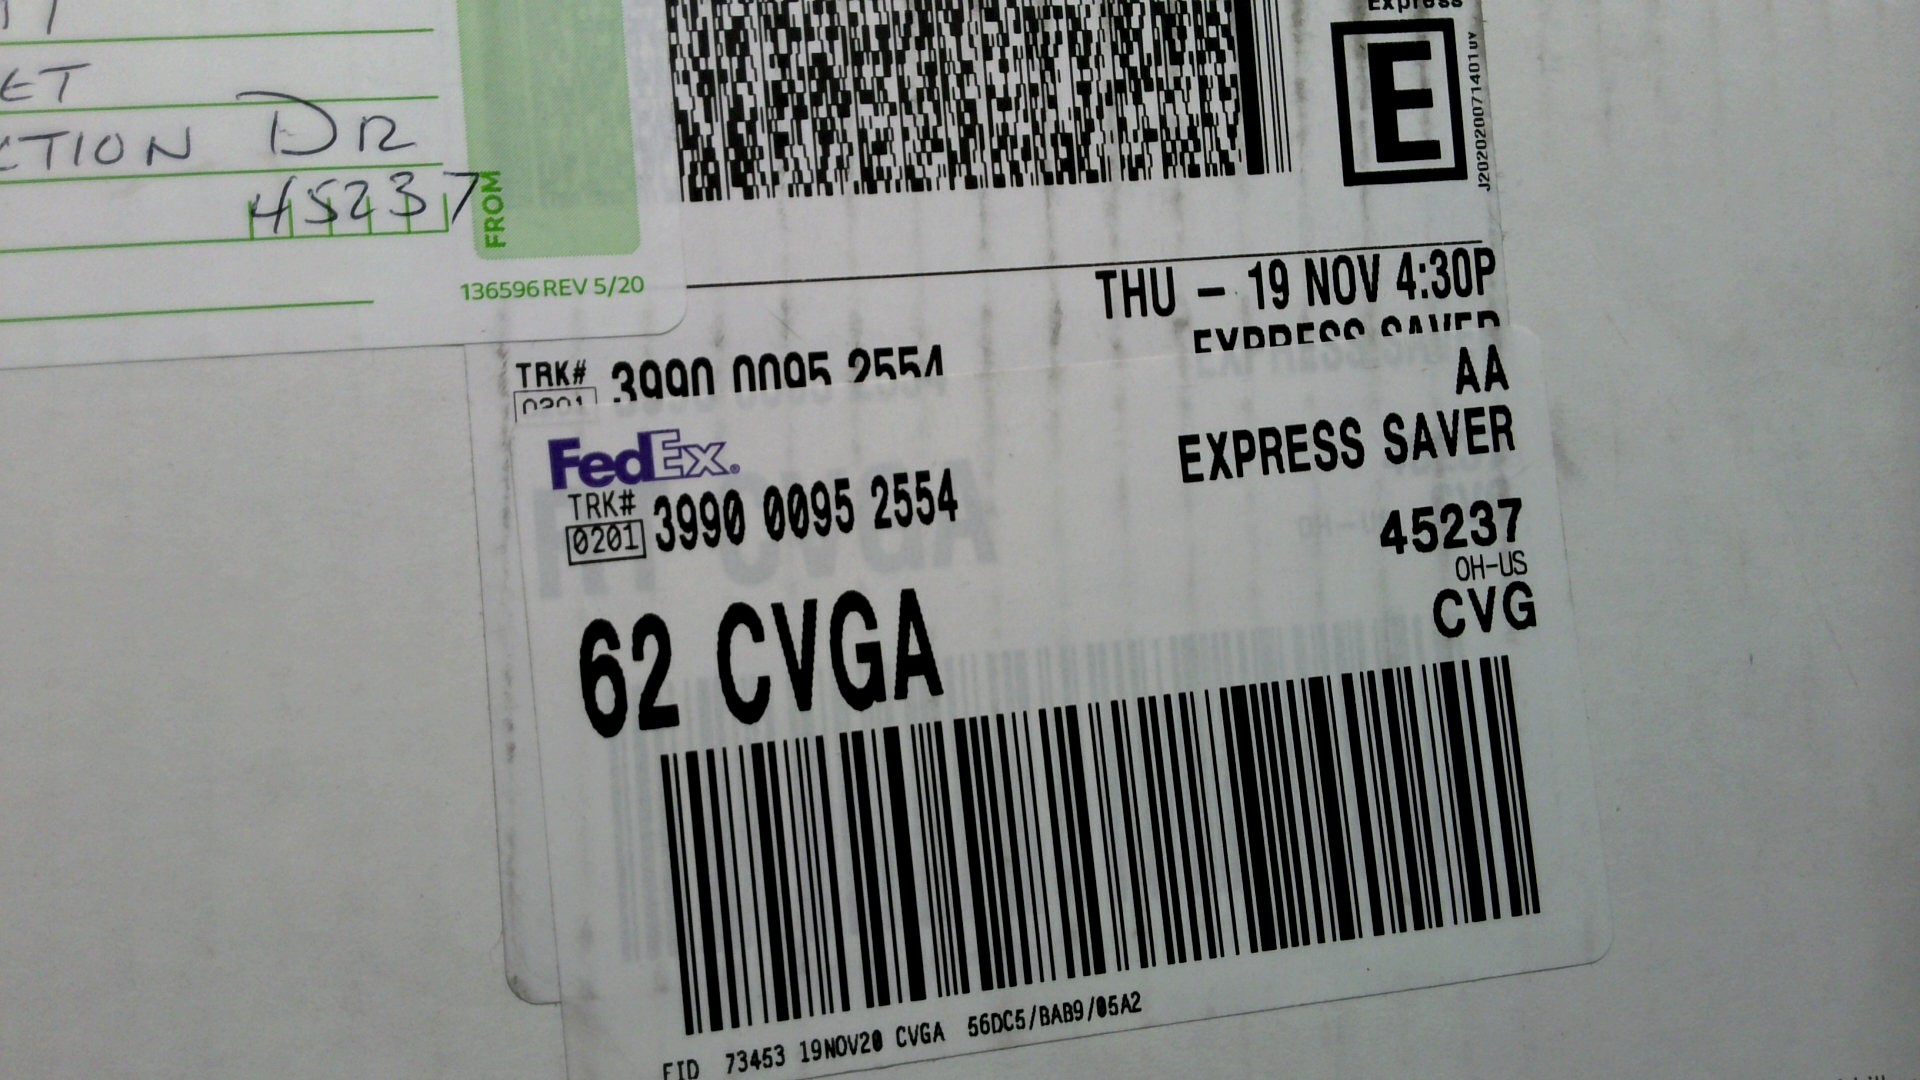 ET
CTION DR
45237
FROM
136596 REV 5/20
Express
E
J202020071401uv
THU - 19 NOV 4:30P
EXPRESS SAVER
TRK# 3990 0095 2554
0201
AA
FedEx
EXPRESS SAVER
TRK# 3990 0095 2554
0201
45237
OH-US
62 CVGA
CVG
FID 73453 19NOV20 CVGA 56DC5/BAB9/05A2